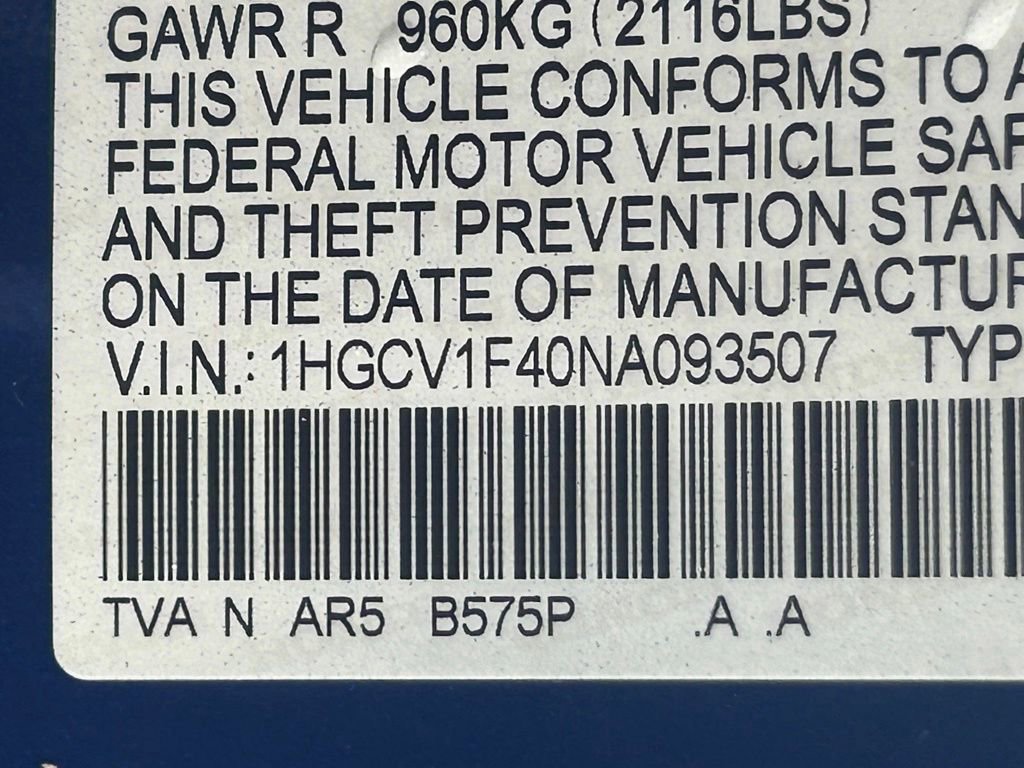 GAWR R 960KG (2116LBS)
THIS VEHICLE CONFORMS TO A
FEDERAL MOTOR VEHICLE SAF
AND THEFT PREVENTION STAN
ON THE DATE OF MANUFACTUR
V.I.N.: 1HGCV1F40NA093507 TYP
TVA N AR5 B575P .A .A